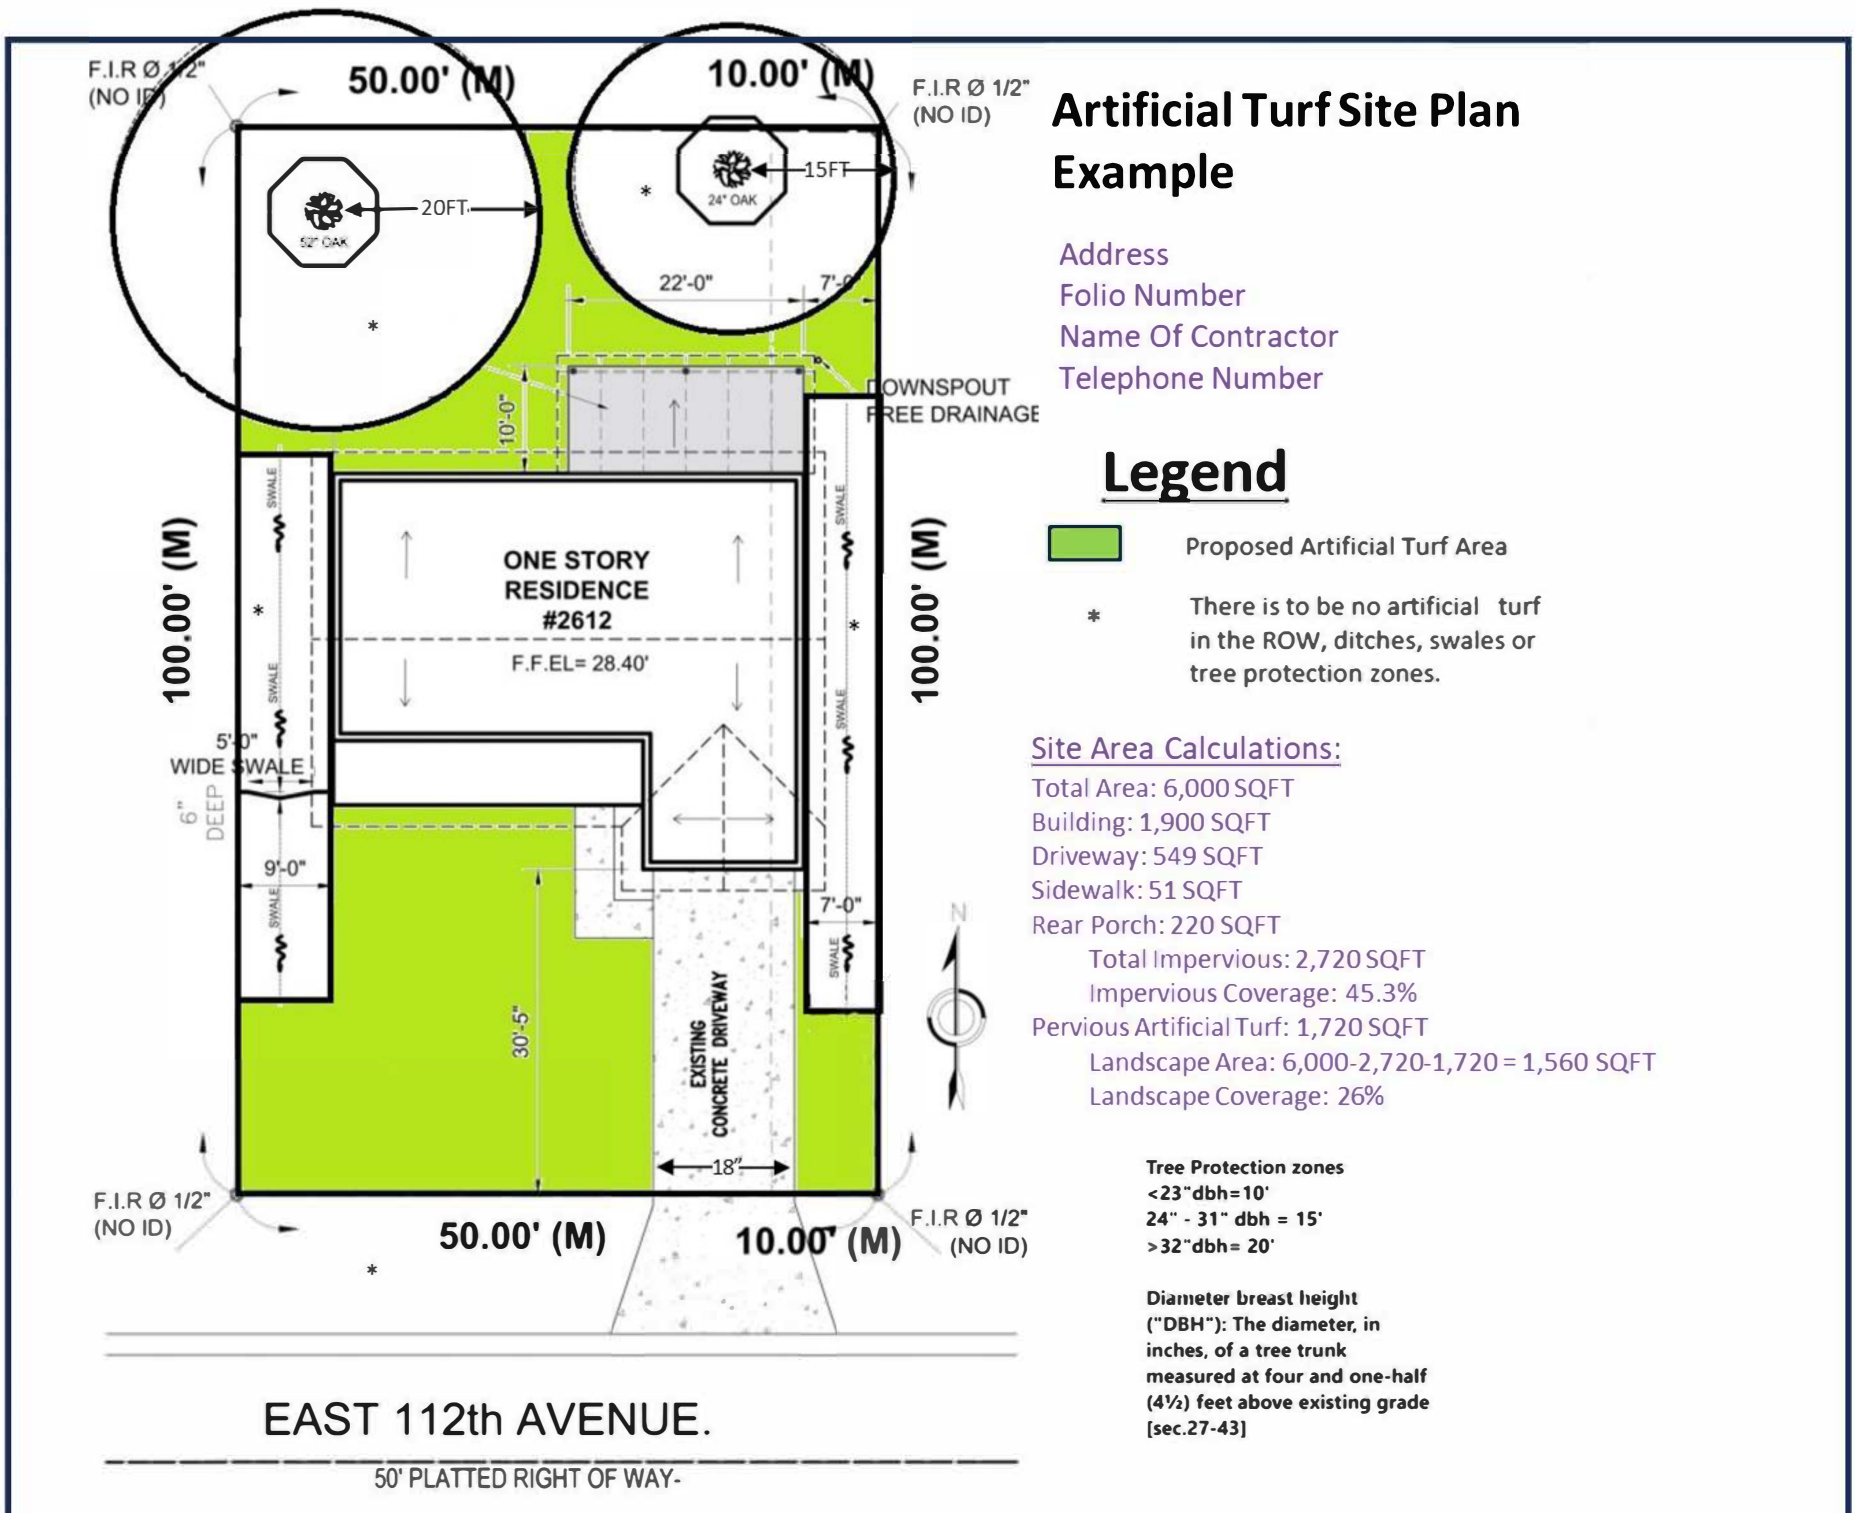 F.I.R Ø 1/2"
(NO ID)
50.00' (M)
10.00' (M)
F.I.R Ø 1/2"
(NO ID)
52" OAK
20FT.
24" OAK
15FT
22'-0"
7'-0"
10'-0"
DOWNSPOUT
FREE DRAINAGE
SWALE
SWALE
ONE STORY
RESIDENCE
#2612
F.F.EL= 28.40'
100.00' (M)
100.00' (M)
*
*
*
*
SWALE
SWALE
5'-0"
WIDE SWALE
6"
DEEP
9'-0"
SWALE
7'-0"
SWALE
30'-5"
EXISTING
CONCRETE DRIVEWAY
18"
N
F.I.R Ø 1/2"
(NO ID)
50.00' (M)
10.00' (M)
F.I.R Ø 1/2"
(NO ID)
*
EAST 112th AVENUE.
50' PLATTED RIGHT OF WAY-
Artificial Turf Site Plan
Example
Address
Folio Number
Name Of Contractor
Telephone Number
Legend
Proposed Artificial Turf Area
* There is to be no artificial turf
in the ROW, ditches, swales or
tree protection zones.
Site Area Calculations:
Total Area: 6,000 SQFT
Building: 1,900 SQFT
Driveway: 549 SQFT
Sidewalk: 51 SQFT
Rear Porch: 220 SQFT
Total Impervious: 2,720 SQFT
Impervious Coverage: 45.3%
Pervious Artificial Turf: 1,720 SQFT
Landscape Area: 6,000-2,720-1,720 = 1,560 SQFT
Landscape Coverage: 26%
Tree Protection zones
<23"dbh=10'
24" - 31" dbh = 15'
>32"dbh= 20'
Diameter breast height
("DBH"): The diameter, in
inches, of a tree trunk
measured at four and one-half
(4½) feet above existing grade
[sec.27-43]